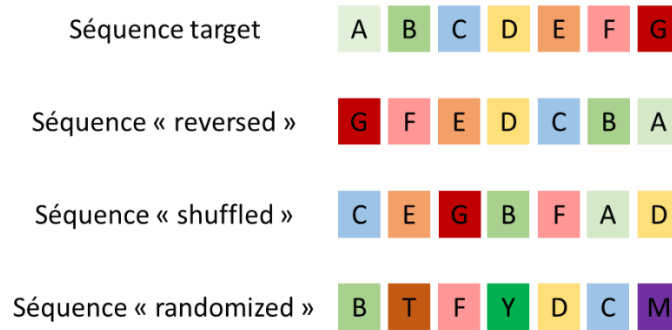 Séquence target A B C D E F G
Séquence « reversed » G F E D C B A
Séquence « shuffled » C E G B F A D
Séquence « randomized » B T F Y D C M